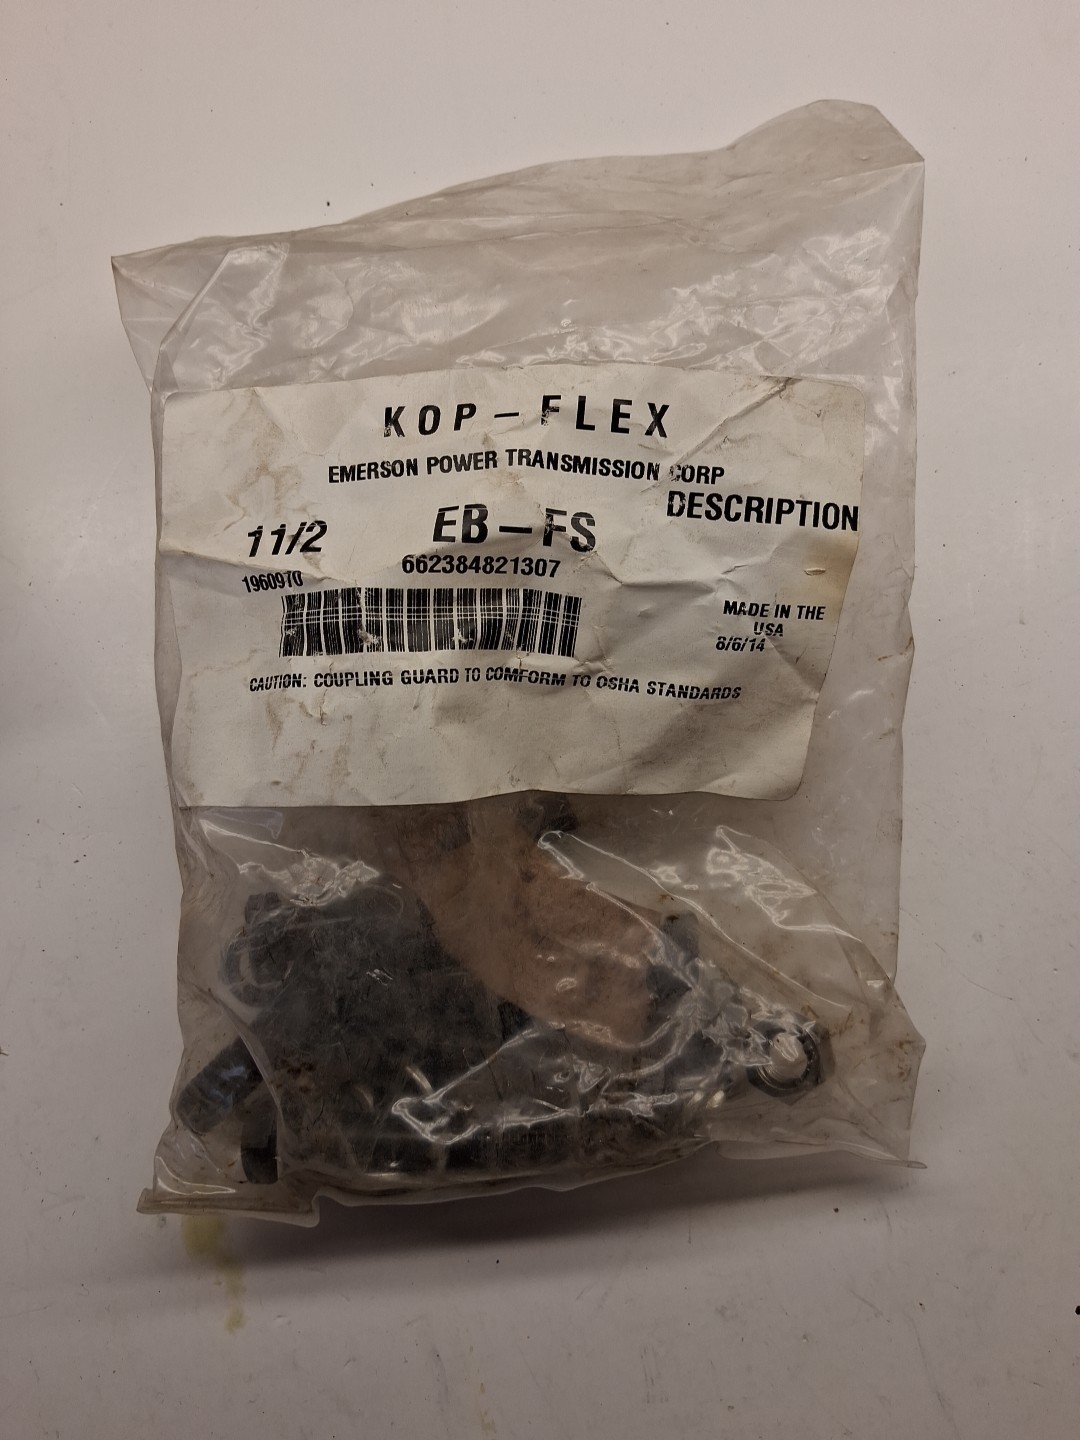 KOP-FLEX
EMERSON POWER TRANSMISSION CORP
DESCRIPTION
11/2 EB-FS
662384821307
1960970
MADE IN THE
USA
8/6/14
CAUTION: COUPLING GUARD TO COMFORM TO OSHA STANDARDS